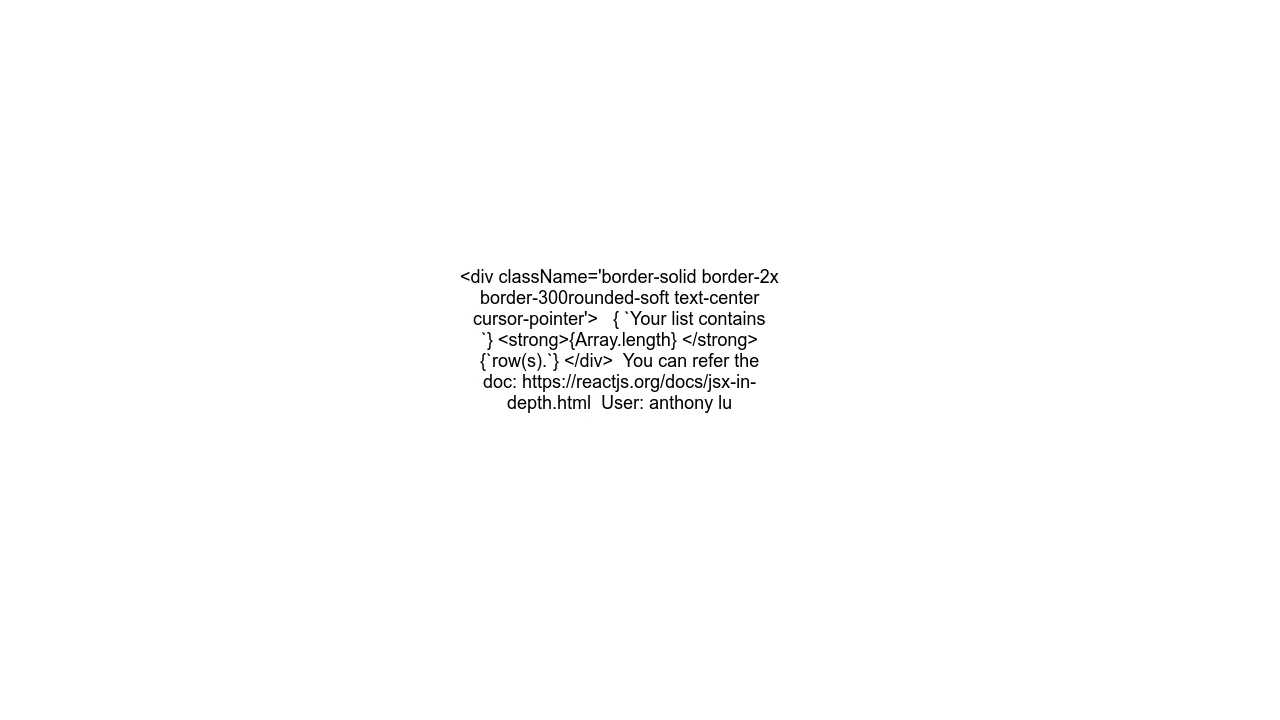 <div className='border-solid border-2x
border-300rounded-soft text-center
cursor-pointer'>   { `Your list contains
`} <strong>{Array.length} </strong>
{`row(s).`} </div>  You can refer the
doc: https://reactjs.org/docs/jsx-in-
depth.html  User: anthony lu